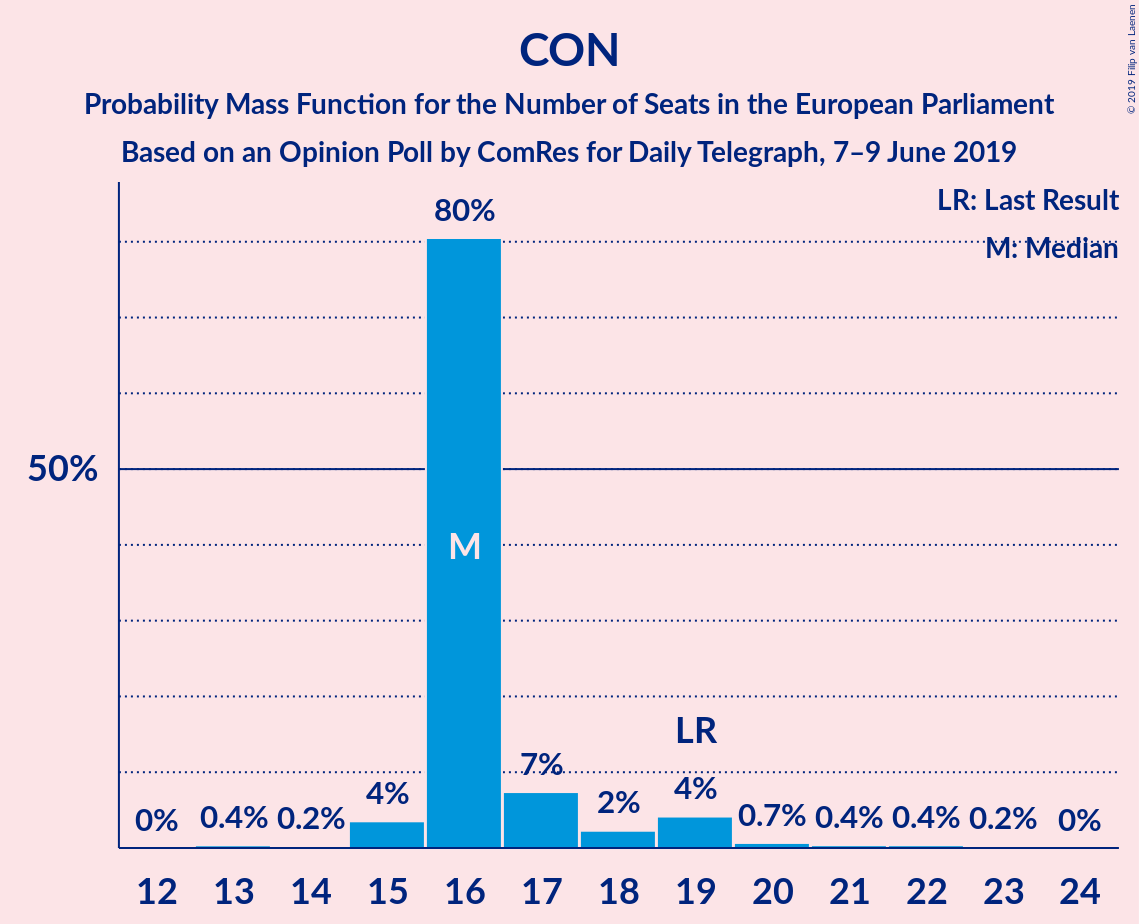 CON
Probability Mass Function for the Number of Seats in the European Parliament
Based on an Opinion Poll by ComRes for Daily Telegraph, 7–9 June 2019
© 2019 Filip van Laenen
LR: Last Result
M: Median
80%
50%
M
LR
0% 0.4% 0.2% 4% 7% 2% 4% 0.7% 0.4% 0.4% 0.2% 0%
12 13 14 15 16 17 18 19 20 21 22 23 24